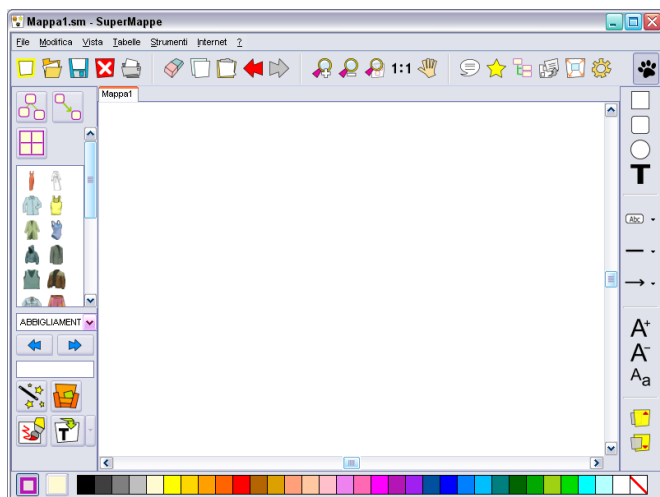 Mappa1.sm - SuperMappe
File Modifica Vista Tabelle Strumenti Internet ?
1:1
Mappa1
T
Abc
ABBIGLIAMENT
A+
A-
Aa
T